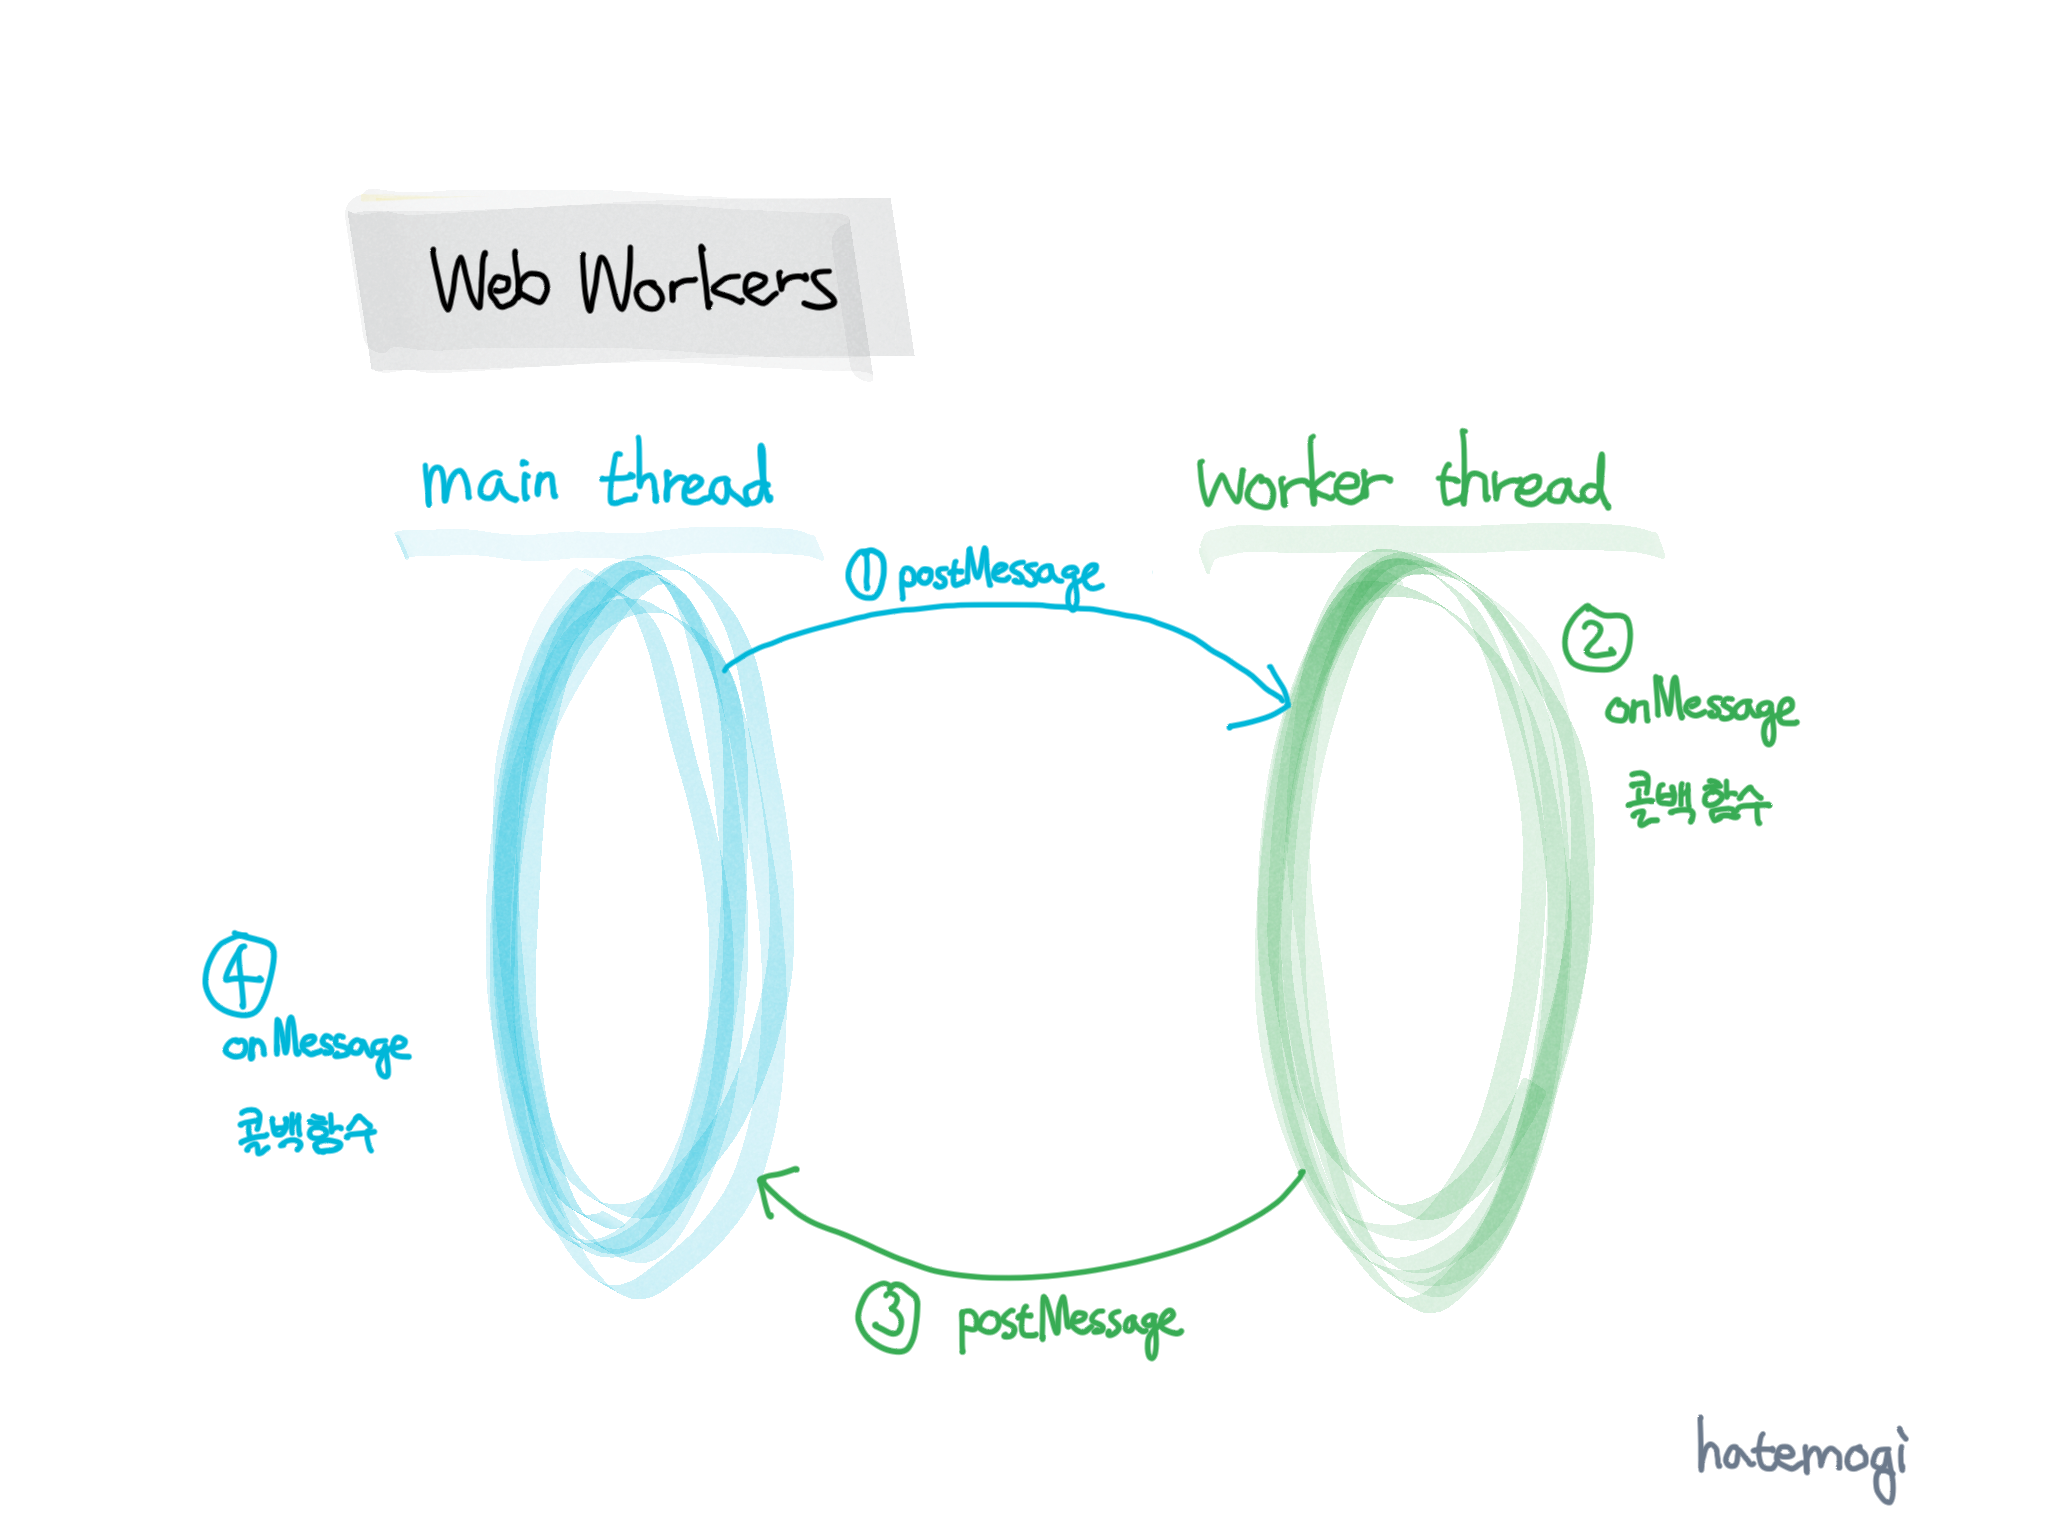 Web Workers
main thread
worker thread
① postMessage
②
onMessage
콜백 함수
④
onMessage
콜백함수
③ postMessage
hatemogi